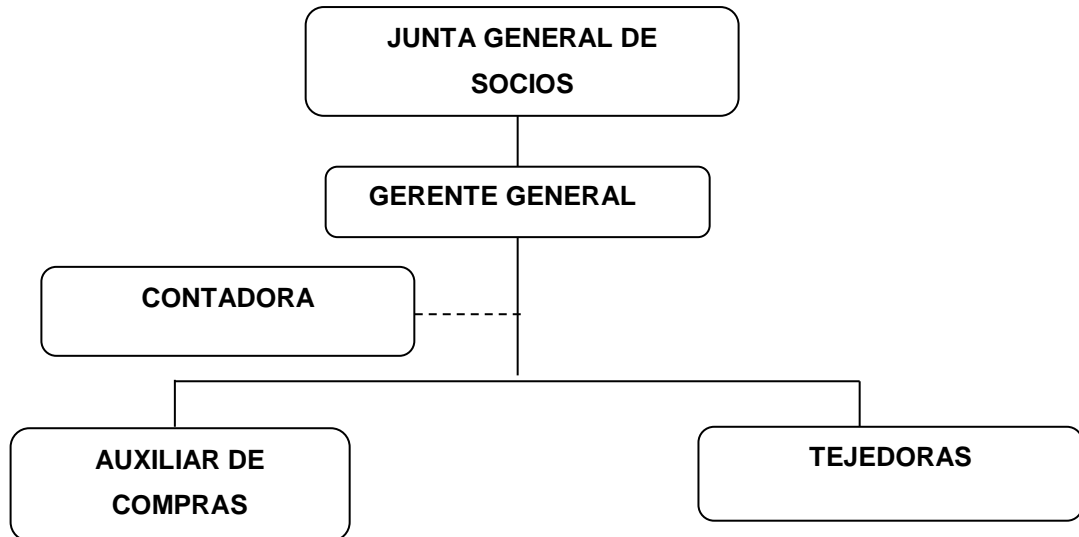 JUNTA GENERAL DE
SOCIOS
GERENTE GENERAL
CONTADORA
AUXILIAR DE
COMPRAS
TEJEDORAS